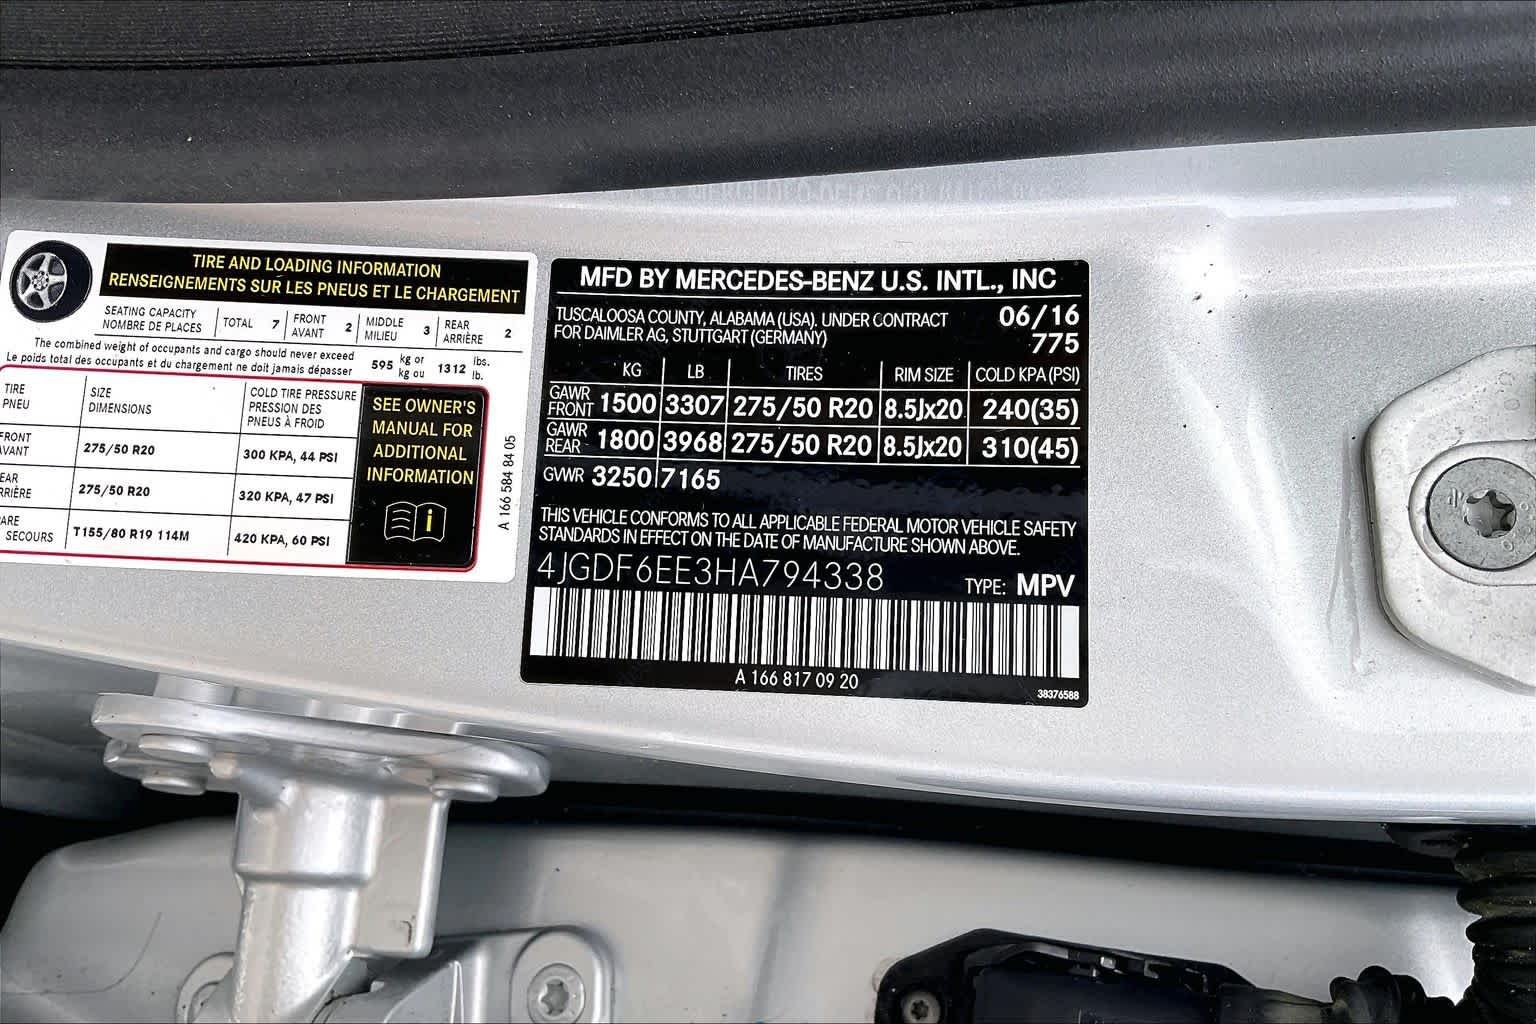 TIRE AND LOADING INFORMATION
RENSEIGNEMENTS SUR LES PNEUS ET LE CHARGEMENT
SEATING CAPACITY
NOMBRE DE PLACES
TOTAL 7
FRONT
AVANT 2
MIDDLE
MILIEU 3
REAR
ARRIÈRE 2
The combined weight of occupants and cargo should never exceed
Le poids total des occupants et du chargement ne doit jamais dépasser
595 kg or
kg ou
1312 lbs.
lb.
TIRE
PNEU
SIZE
DIMENSIONS
COLD TIRE PRESSURE
PRESSION DES
PNEUS À FROID
FRONT
AVANT
275/50 R20
300 KPA, 44 PSI
EAR
RRIÈRE
275/50 R20
320 KPA, 47 PSI
ARE
SECOURS
T155/80 R19 114M
420 KPA, 60 PSI
SEE OWNER'S
MANUAL FOR
ADDITIONAL
INFORMATION
i
A 166 584 84 05
MFD BY MERCEDES-BENZ U.S. INTL., INC
TUSCALOOSA COUNTY, ALABAMA (USA). UNDER CONTRACT
FOR DAIMLER AG, STUTTGART (GERMANY)
06/16
775
KG LB TIRES RIM SIZE COLD KPA (PSI)
GAWR
FRONT 1500 3307 275/50 R20 8.5Jx20 240(35)
GAWR
REAR 1800 3968 275/50 R20 8.5Jx20 310(45)
GVWR 3250 7165
THIS VEHICLE CONFORMS TO ALL APPLICABLE FEDERAL MOTOR VEHICLE SAFETY
STANDARDS IN EFFECT ON THE DATE OF MANUFACTURE SHOWN ABOVE.
4JGDF6EE3HA794338
TYPE: MPV
A 166 817 09 20
38376588